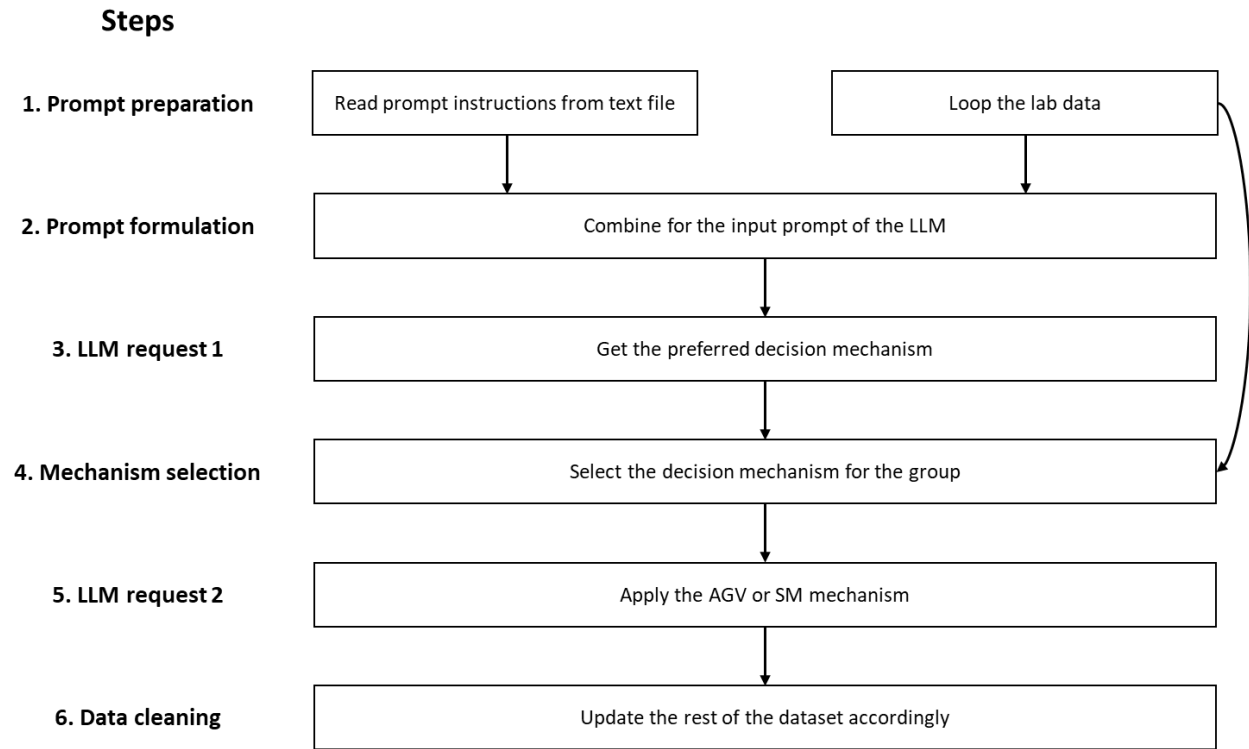 Steps
1. Prompt preparation
Read prompt instructions from text file
Loop the lab data
2. Prompt formulation
Combine for the input prompt of the LLM
3. LLM request 1
Get the preferred decision mechanism
4. Mechanism selection
Select the decision mechanism for the group
5. LLM request 2
Apply the AGV or SM mechanism
6. Data cleaning
Update the rest of the dataset accordingly